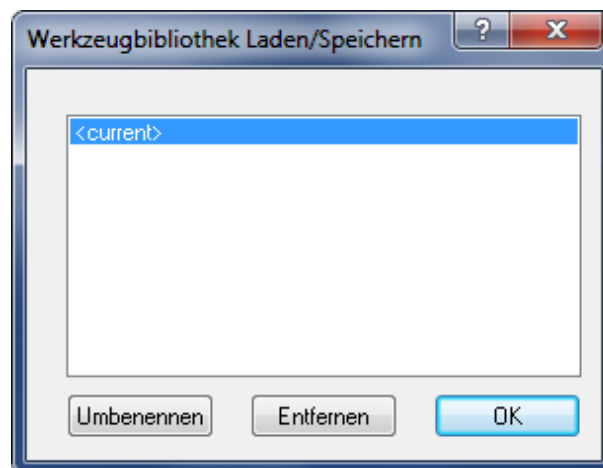 Werkzeugbibliothek Laden/Speichern ?
<current>
Umbenennen Entfernen OK